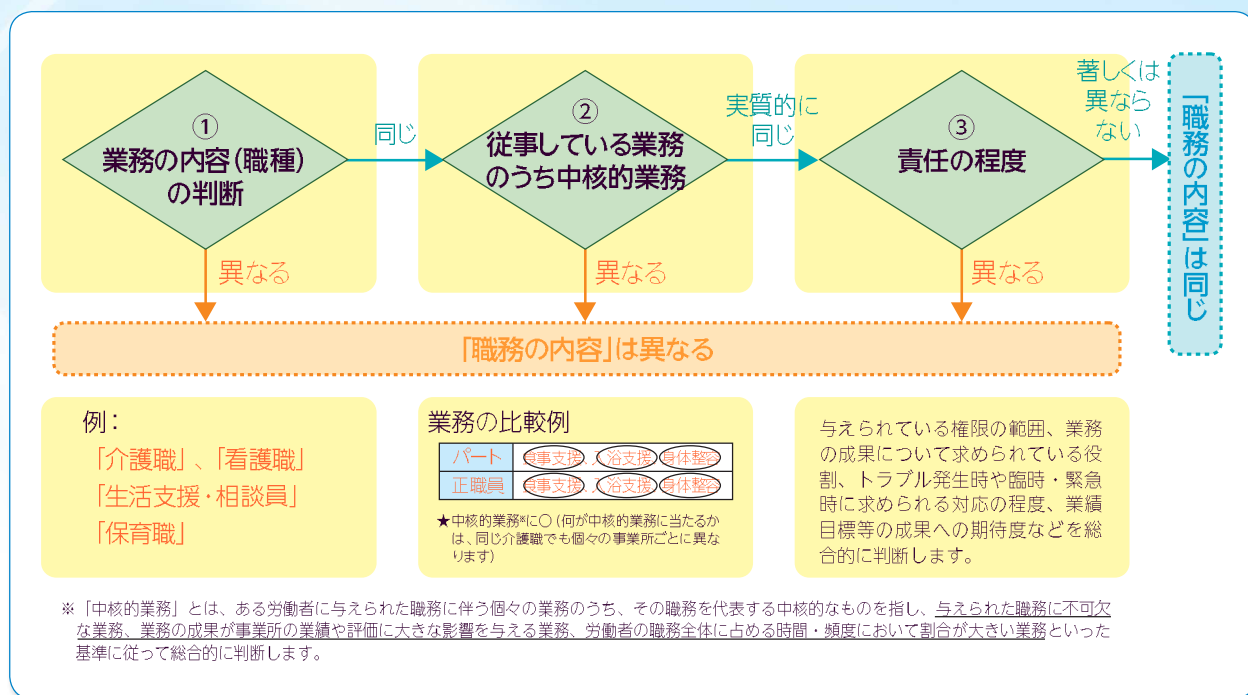 ①
業務の内容(職種)
の判断
同じ
②
従事している業務
のうち中核的業務
実質的に
同じ
③
責任の程度
著しくは
異なら
ない
「職務の内容」は同じ
異なる
異なる
異なる
「職務の内容」は異なる
例：
「介護職」、「看護職」
「生活支援・相談員」
「保育職」
業務の比較例
パート 食事支援、入浴支援、身体整容
正職員 食事支援、入浴支援、身体整容
★中核的業務※に○(何が中核的業務に当たるか
は、同じ介護職でも個々の事業所ごとに異な
ります)
与えられている権限の範囲、業務
の成果について求められている役
割、トラブル発生時や臨時・緊急
時に求められる対応の程度、業績
目標等の成果への期待度などを総
合的に判断します。
※「中核的業務」とは、ある労働者に与えられた職務に伴う個々の業務のうち、その職務を代表する中核的なものを指し、与えられた職務に不可欠
な業務、業務の成果が事業所の業績や評価に大きな影響を与える業務、労働者の職務全体に占める時間・頻度において割合が大きい業務といった
基準に従って総合的に判断します。